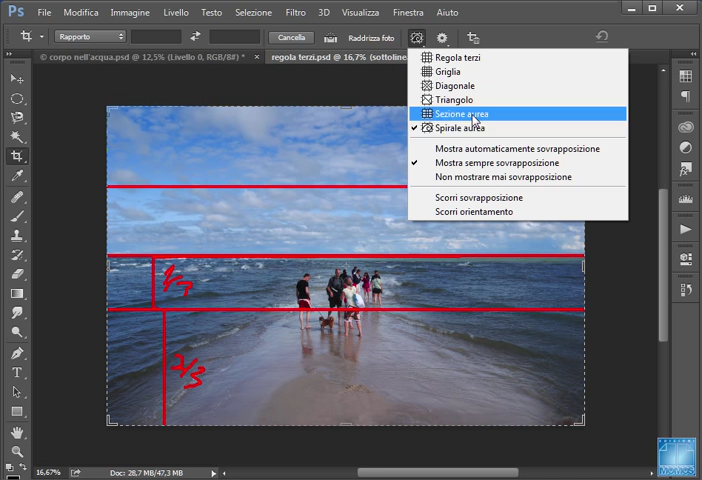 Ps File Modifica Immagine Livello Testo Selezione Filtro 3D Visualizza Finestra Aiuto
Rapporto Cancella Raddrizza foto
© corpo nell'acqua.psd @ 12,5% (Livello 0, RGB/8#) * × regola terzi.psd @ 16,7% (sottolinea
Regola terzi
Griglia
Diagonale
Triangolo
Sezione aurea
Spirale aurea
Mostra automaticamente sovrapposizione
Mostra sempre sovrapposizione
Non mostrare mai sovrapposizione
Scorri sovrapposizione
Scorri orientamento
2/3
16,67% Doc: 28,7 MB/47,3 MB